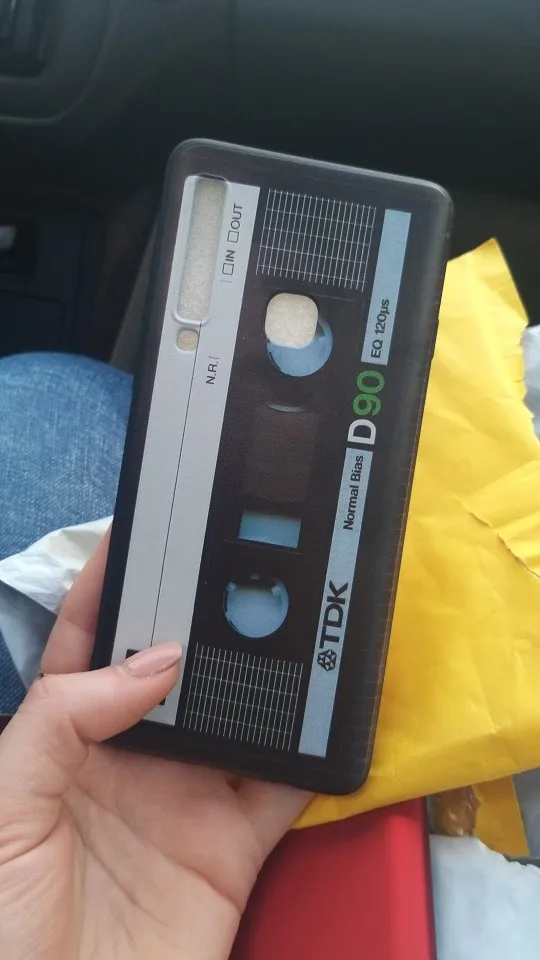 N.R.
IN OUT
TDK Normal Bias D90 EQ 120µs